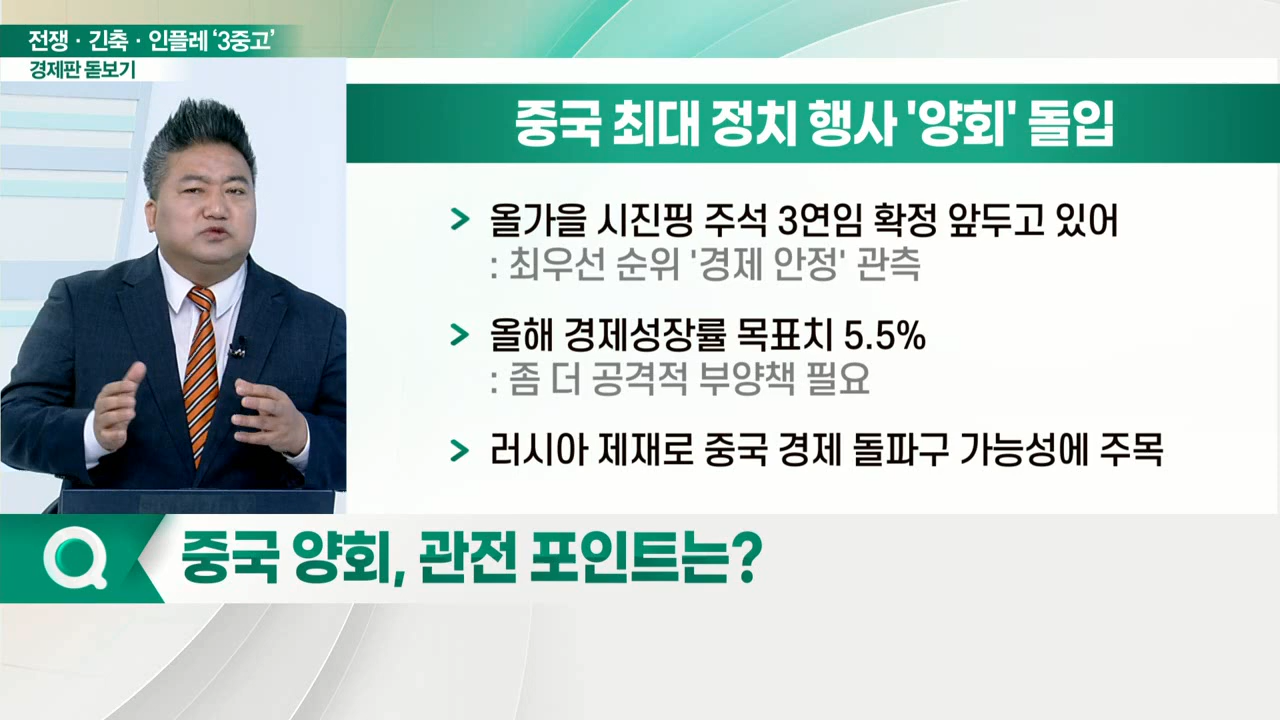 전쟁 · 긴축 · 인플레 '3중고'
경제판 돋보기
중국 최대 정치 행사 '양회' 돌입
> 올가을 시진핑 주석 3연임 확정 앞두고 있어
: 최우선 순위 '경제 안정' 관측
> 올해 경제성장률 목표치 5.5%
: 좀 더 공격적 부양책 필요
> 러시아 제재로 중국 경제 돌파구 가능성에 주목
Q 중국 양회, 관전 포인트는?